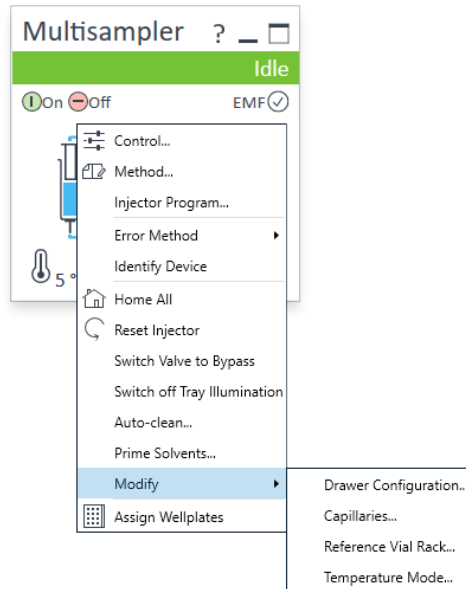 Multisampler ? 
Idle
On Off EMF
Control...
Method...
Injector Program...
Error Method
Identify Device
5 °
Home All
Reset Injector
Switch Valve to Bypass
Switch off Tray Illumination
Auto-clean...
Prime Solvents...
Modify
Drawer Configuration..
Assign Wellplates
Capillaries...
Reference Vial Rack...
Temperature Mode...